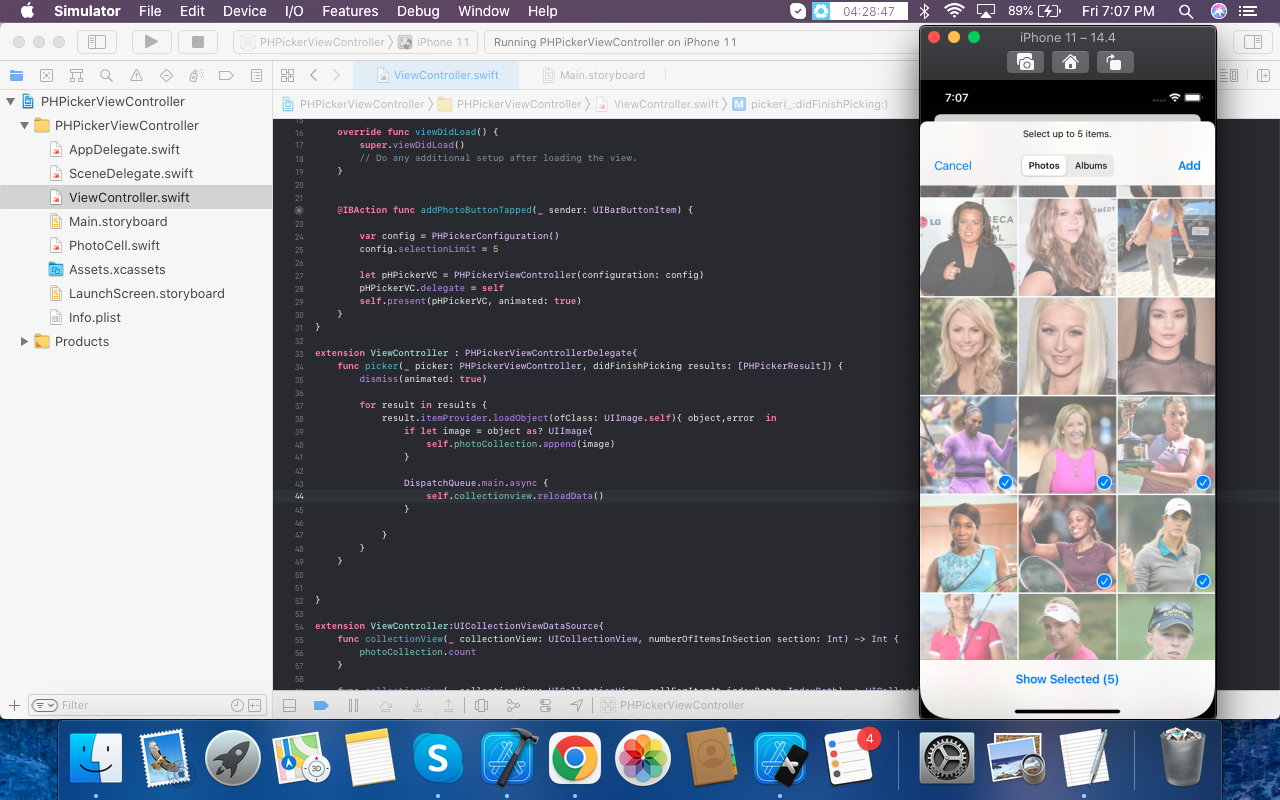 Simulator File Edit Device I/O Features Debug Window Help 04:28:47 89% Fri 7:07 PM
PHPickerViewController iPhone 11
Running PHPickerViewController on iPhone 11
ViewController.swift
Main.storyboard
PHPickerViewController PHPickerViewController ViewController.swift M picker(_:didFinishPicking:)
PHPickerViewController
PHPickerViewController
AppDelegate.swift
SceneDelegate.swift
ViewController.swift
Main.storyboard
PhotoCell.swift
Assets.xcassets
LaunchScreen.storyboard
Info.plist
Products
Filter
15
16 override func viewDidLoad() {
17 super.viewDidLoad()
18 // Do any additional setup after loading the view.
19 }
20
21
@IBAction func addPhotoButtonTapped(_ sender: UIBarButtonItem) {
23
24 var config = PHPickerConfiguration()
25 config.selectionLimit = 5
26
27 let pHPickerVC = PHPickerViewController(configuration: config)
28 pHPickerVC.delegate = self
29 self.present(pHPickerVC, animated: true)
30 }
31 }
32
33 extension ViewController : PHPickerViewControllerDelegate{
34 func picker(_ picker: PHPickerViewController, didFinishPicking results: [PHPickerResult]) {
35 dismiss(animated: true)
36
37 for result in results {
38 result.itemProvider.loadObject(ofClass: UIImage.self){ object,error in
39 if let image = object as? UIImage{
40 self.photoCollection.append(image)
41 }
42
43 DispatchQueue.main.async {
44 self.collectionview.reloadData()
45 }
46
47 }
48 }
49 }
50
51
52 }
53
54 extension ViewController:UICollectionViewDataSource{
55 func collectionView(_ collectionView: UICollectionView, numberOfItemsInSection section: Int) -> Int {
56 photoCollection.count
57 }
58
PHPickerViewController
iPhone 11 – 14.4
7:07
Select up to 5 items.
Cancel Photos Albums Add
LG
Show Selected (5)
3D
S
4